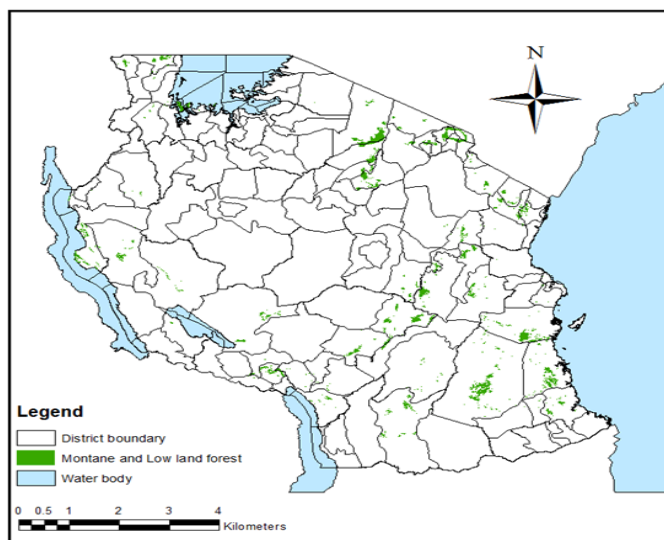 N
Legend
District boundary
Montane and Low land forest
Water body
0 0.5 1 2 3 4
Kilometers